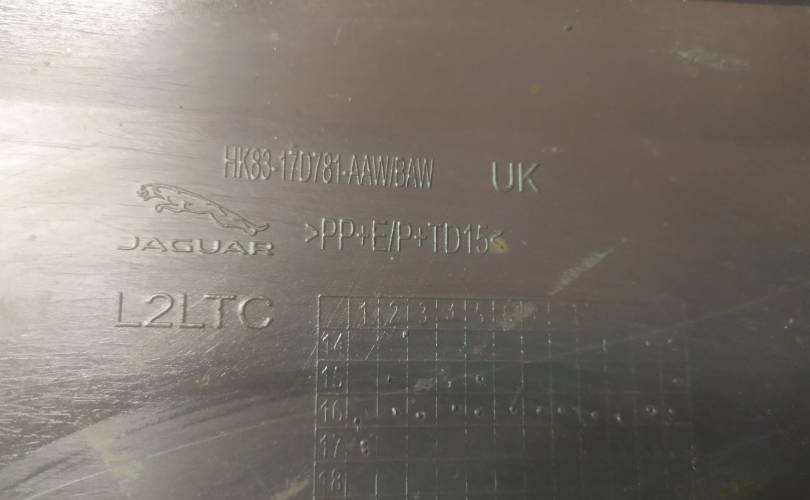 HK83-17D781-AAW/BAW UK
JAGUAR >PP+E/P+TD15<
L2LTC
1 2 3 4 5 6
14
15
16
17
18